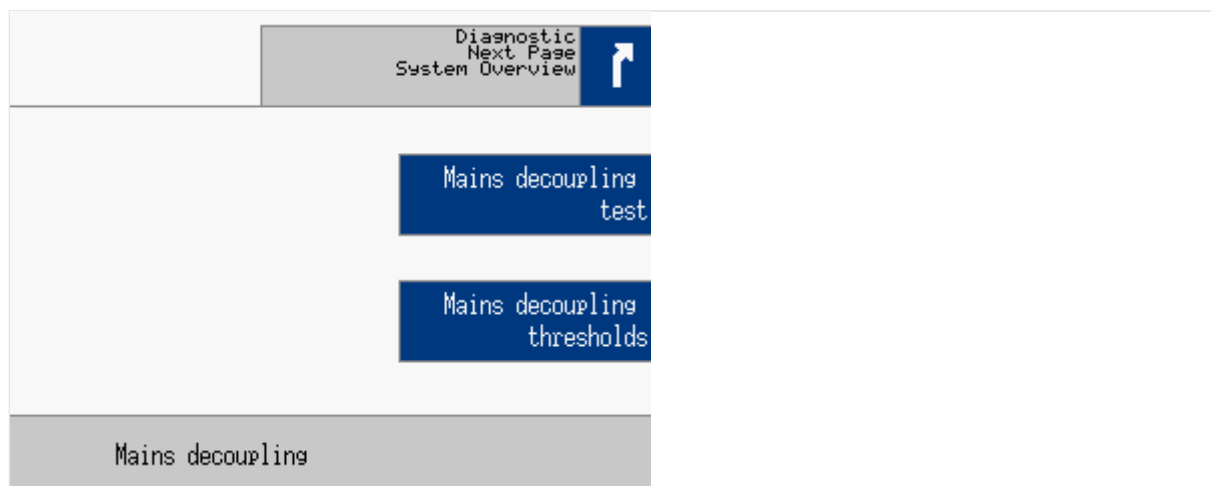 Diagnostic
Next Page
System Overview
Mains decoupling
test
Mains decoupling
thresholds
Mains decoupling